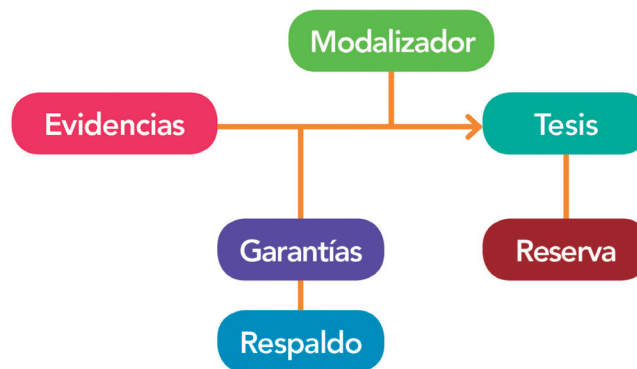 Modalizador
Evidencias
Tesis
Garantías
Reserva
Respaldo